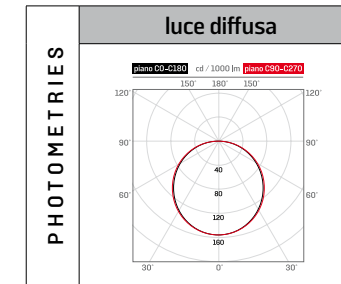 PHOTOMETRIES
luce diffusa
piano C0-C180 cd / 1000 lm piano C90-C270
150° 180° 150°
120° 120°
90° 90°
40
60° 80 60°
120
160
30° 0° 30°